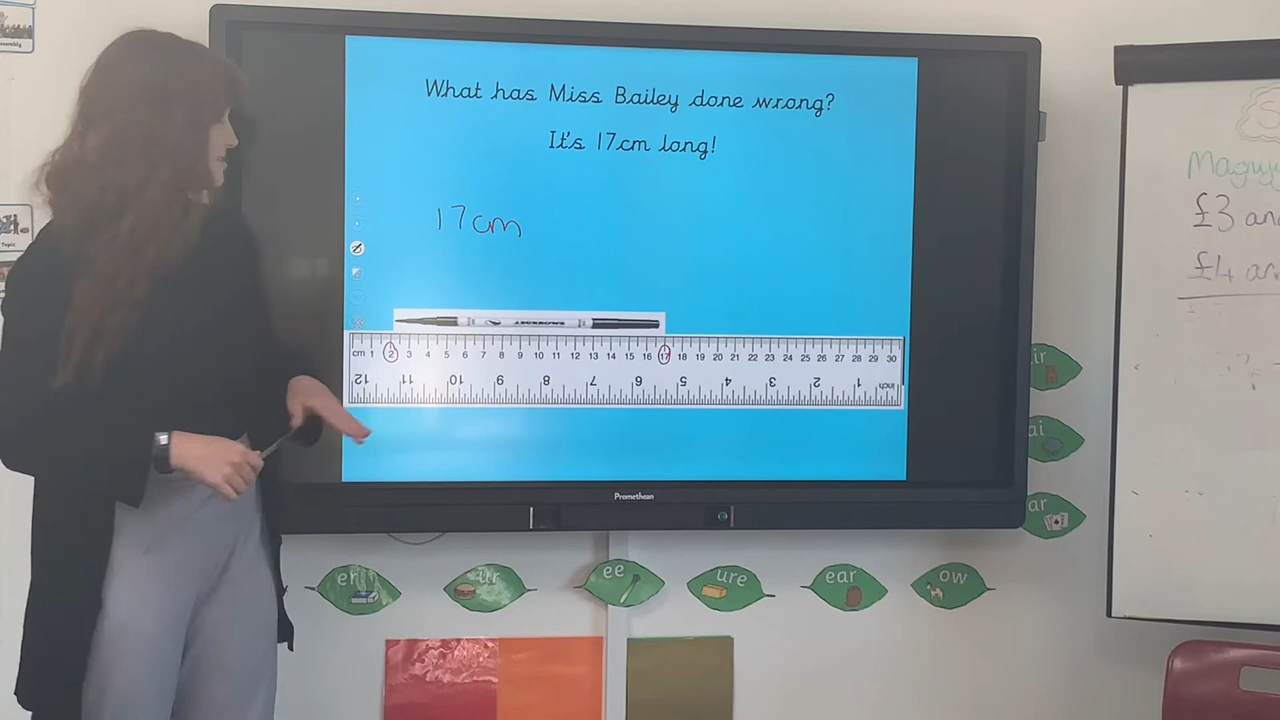 ssembly
Topic
What has Miss Bailey done wrong?
It's 17cm long!
17cm
cm 1 2 3 4 5 6 7 8 9 10 11 12 13 14 15 16 17 18 19 20 21 22 23 24 25 26 27 28 29 30
12 11 10 9 8 7 6 5 4 3 2 1 inch
Promethean
£3 an
£4 a
ir
ai
ar
er ur ee ure ear ow